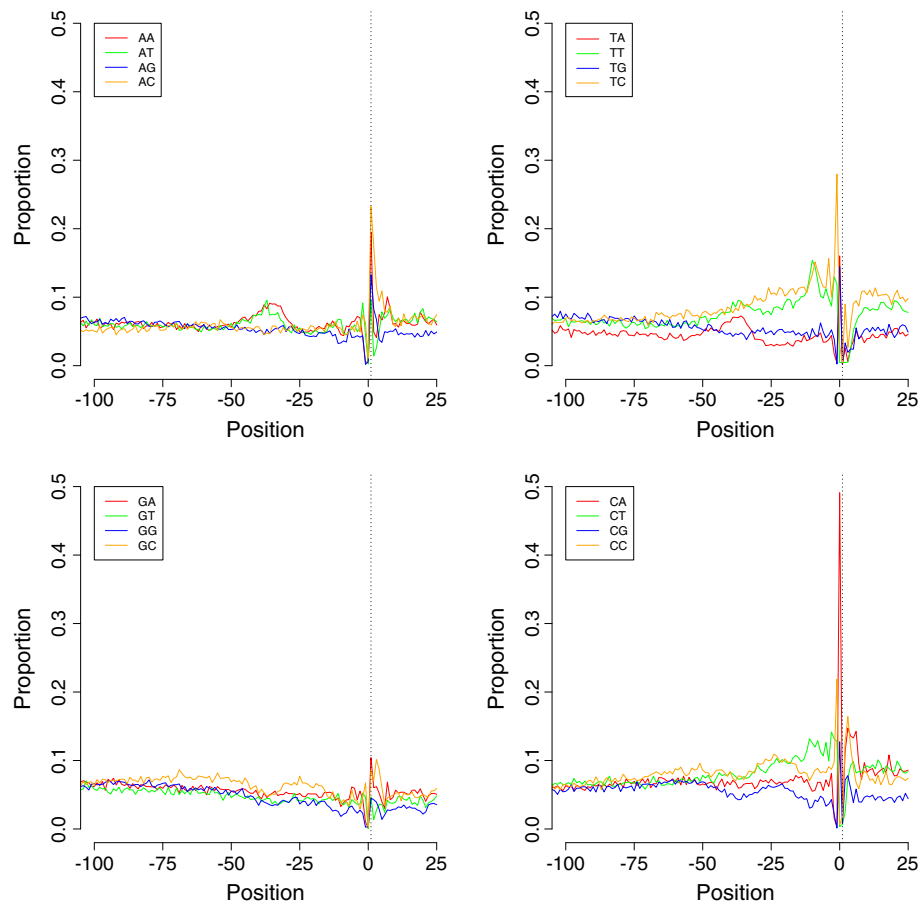 0.5
0.4
0.3
0.2
0.1
0.0
Proportion
AA
AT
AG
AC
-100 -75 -50 -25 0 25
Position
0.5
0.4
0.3
0.2
0.1
0.0
Proportion
TA
TT
TG
TC
-100 -75 -50 -25 0 25
Position
0.5
0.4
0.3
0.2
0.1
0.0
Proportion
GA
GT
GG
GC
-100 -75 -50 -25 0 25
Position
0.5
0.4
0.3
0.2
0.1
0.0
Proportion
CA
CT
CG
CC
-100 -75 -50 -25 0 25
Position